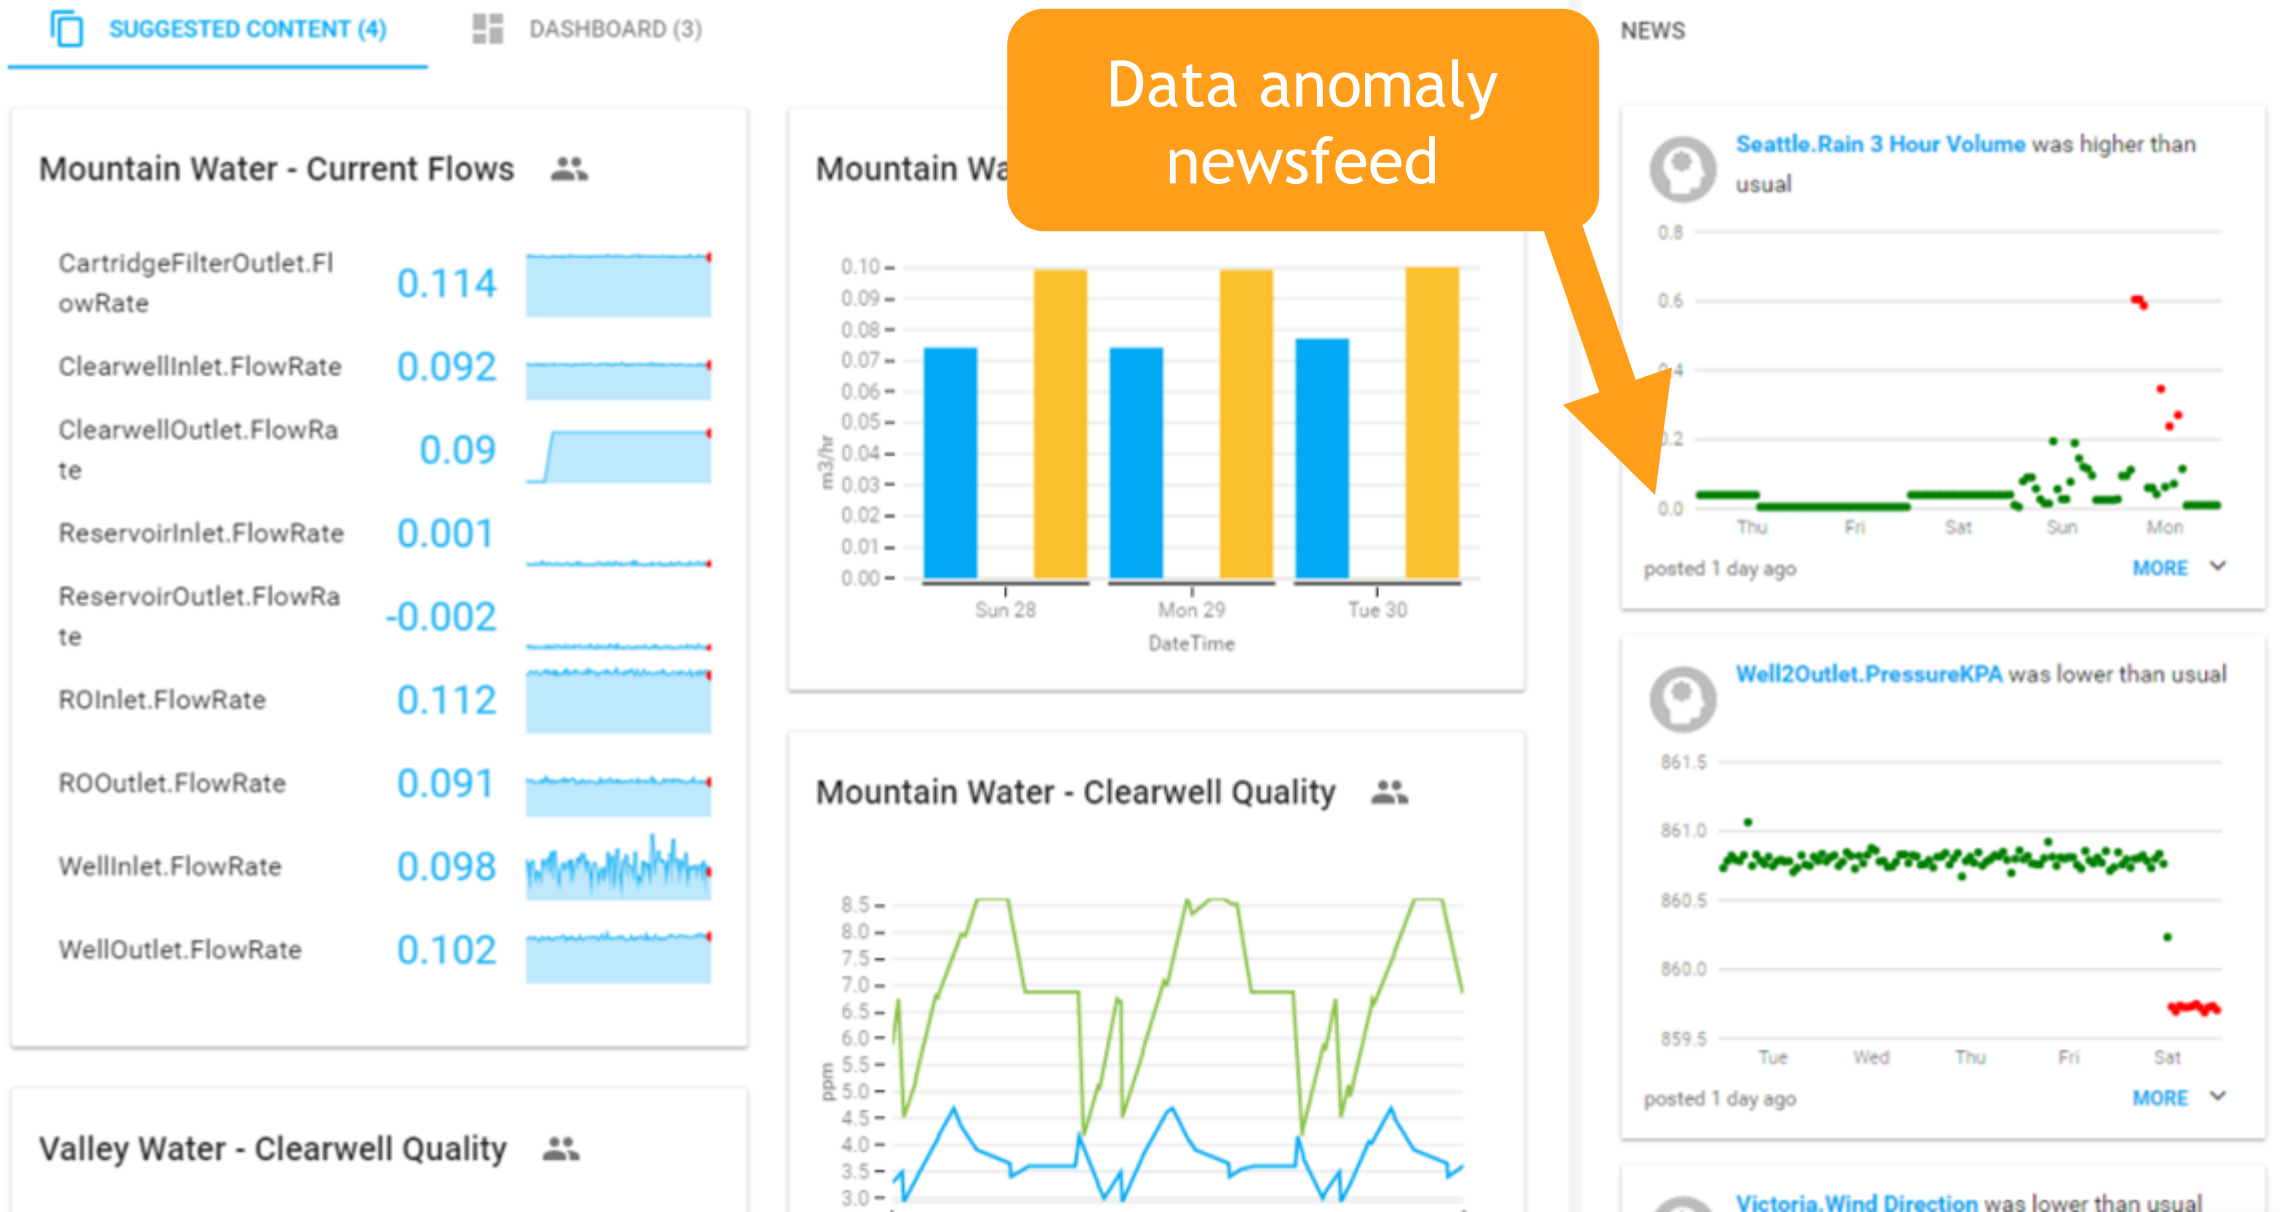 SUGGESTED CONTENT (4)
DASHBOARD (3)
Data anomaly
newsfeed
NEWS
Mountain Water - Current Flows
CartridgeFilterOutlet.Fl
owRate
0.114
ClearwellInlet.FlowRate
0.092
ClearwellOutlet.FlowRa
te
0.09
ReservoirInlet.FlowRate
0.001
ReservoirOutlet.FlowRa
te
-0.002
ROInlet.FlowRate
0.112
ROOutlet.FlowRate
0.091
WellInlet.FlowRate
0.098
WellOutlet.FlowRate
0.102
Valley Water - Clearwell Quality
Mountain Wa
0.10
0.09
0.08
0.07
0.06
0.05
0.04
0.03
0.02
0.01
0.00
m3/hr
Sun 28
Mon 29
Tue 30
DateTime
Mountain Water - Clearwell Quality
8.5
8.0
7.5
7.0
6.5
6.0
5.5
5.0
4.5
4.0
3.5
3.0
ppm
Seattle.Rain 3 Hour Volume was higher than
usual
0.8
0.6
.4
.2
0.0
Thu
Fri
Sat
Sun
Mon
posted 1 day ago
MORE
Well2Outlet.PressureKPA was lower than usual
861.5
861.0
860.5
860.0
859.5
Tue
Wed
Thu
Fri
Sat
posted 1 day ago
MORE
Victoria.Wind Direction was lower than usual